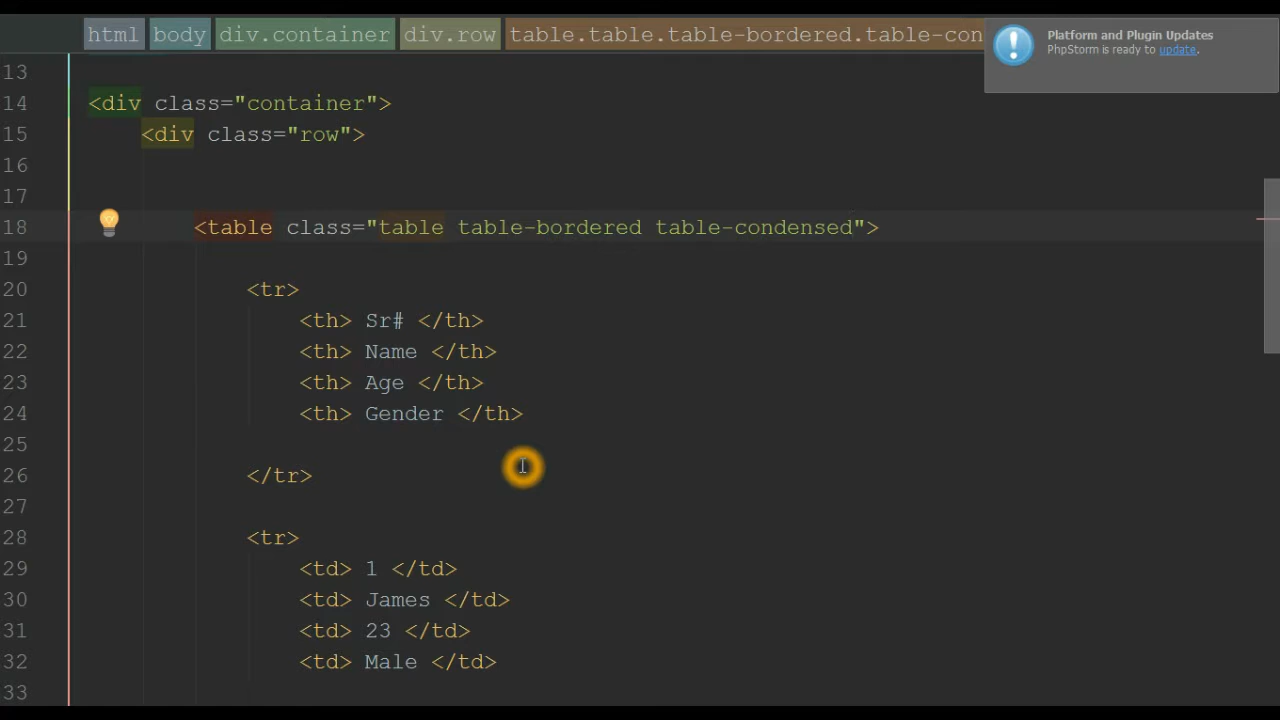 html body div.container div.row table.table.table-bordered.table-con
Platform and Plugin Updates
PhpStorm is ready to update.
13
14 <div class="container">
15 <div class="row">
16
17
18 <table class="table table-bordered table-condensed">
19
20 <tr>
21 <th> Sr# </th>
22 <th> Name </th>
23 <th> Age </th>
24 <th> Gender </th>
25
26 </tr>
27
28 <tr>
29 <td> 1 </td>
30 <td> James </td>
31 <td> 23 </td>
32 <td> Male </td>
33